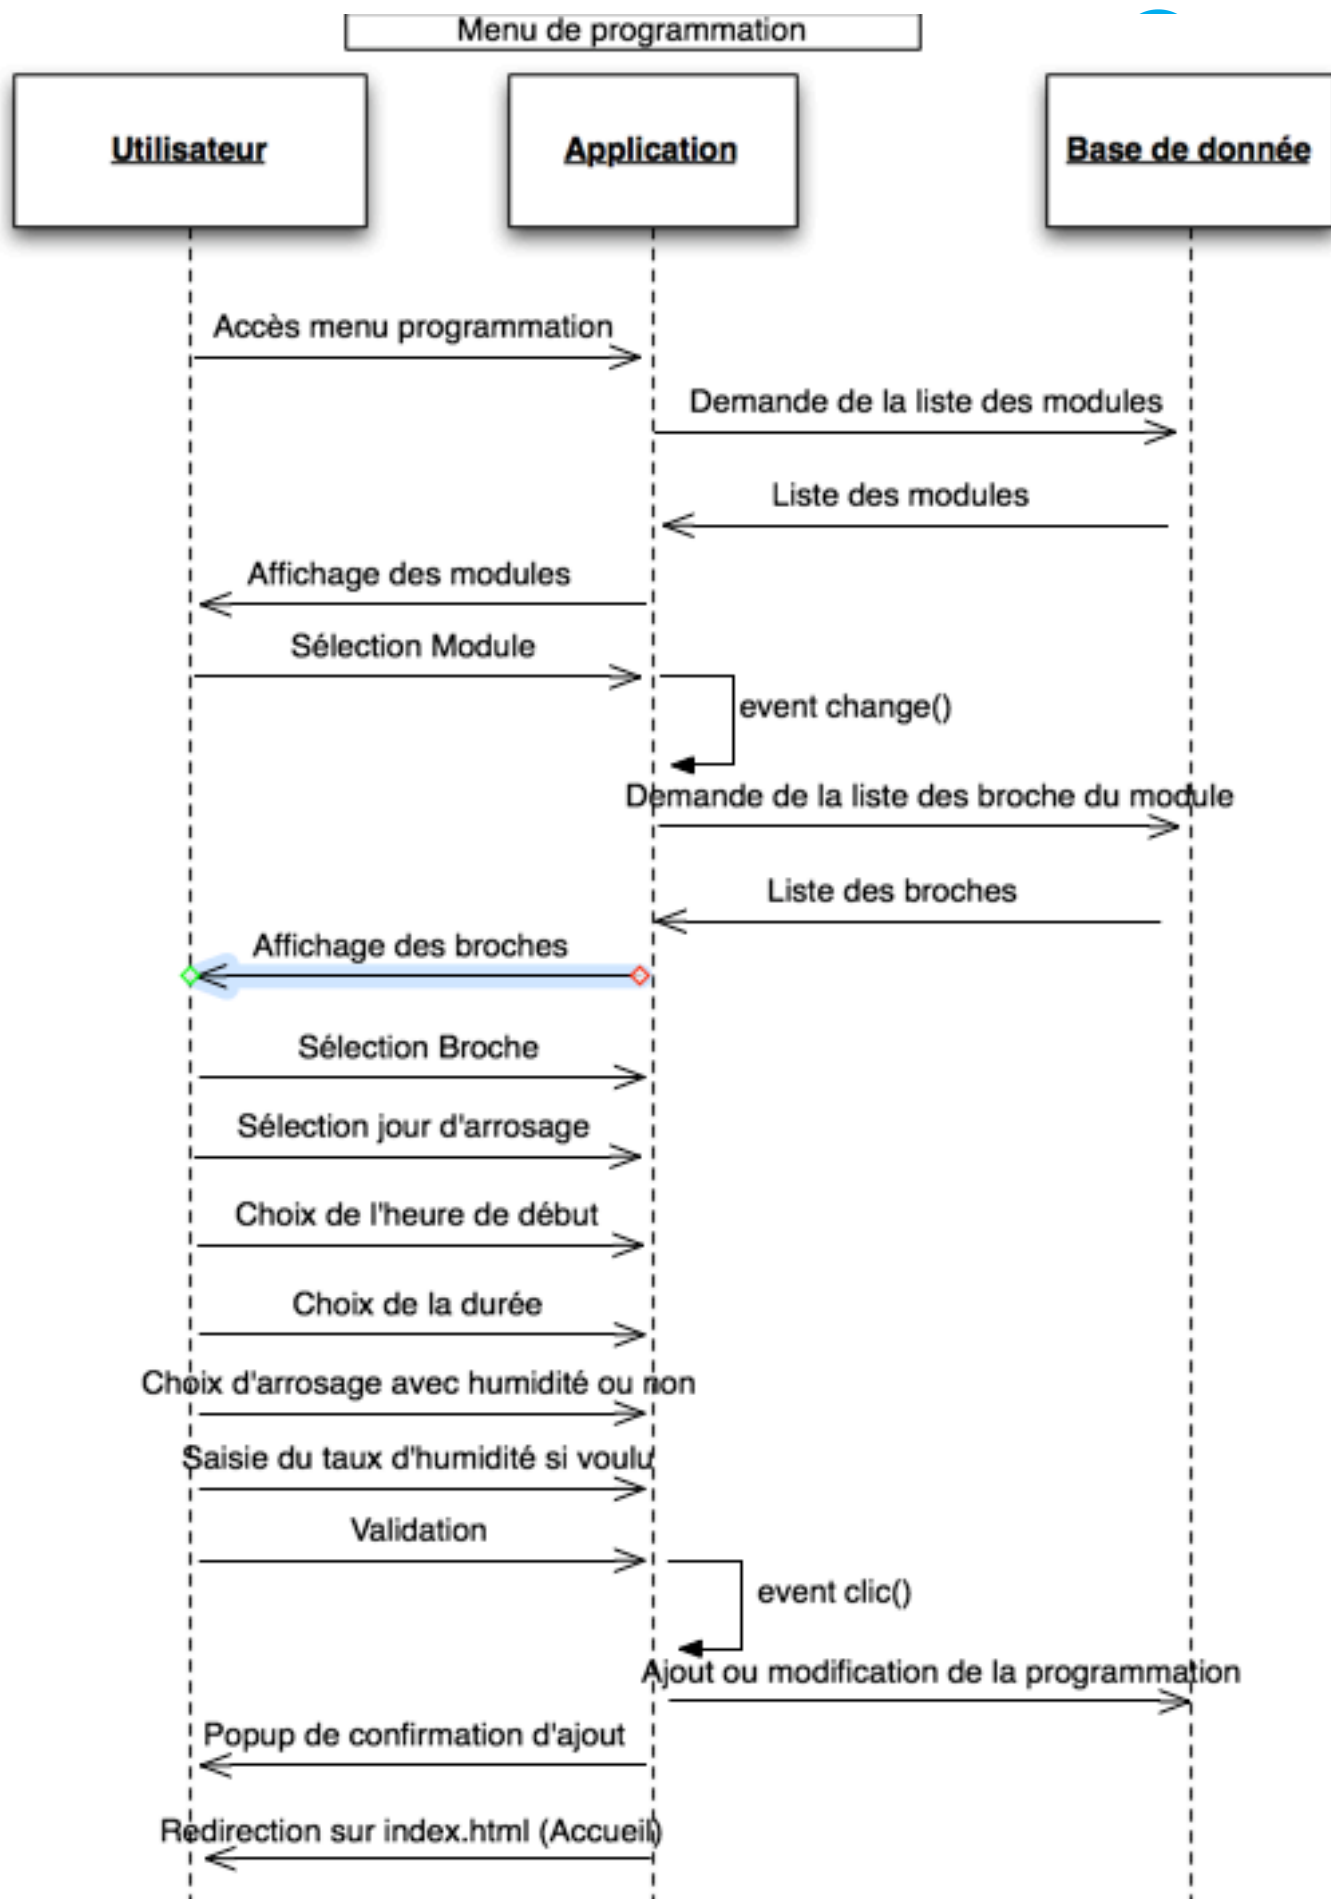 Menu de programmation
Utilisateur
Application
Base de donnée
Accès menu programmation
Demande de la liste des modules
Liste des modules
Affichage des modules
Sélection Module
event change()
Demande de la liste des broche du module
Liste des broches
Affichage des broches
Sélection Broche
Sélection jour d'arrosage
Choix de l'heure de début
Choix de la durée
Choix d'arrosage avec humidité ou non
Saisie du taux d'humidité si voulu
Validation
event clic()
Ajout ou modification de la programmation
Popup de confirmation d'ajout
Redirection sur index.html (Accueil)